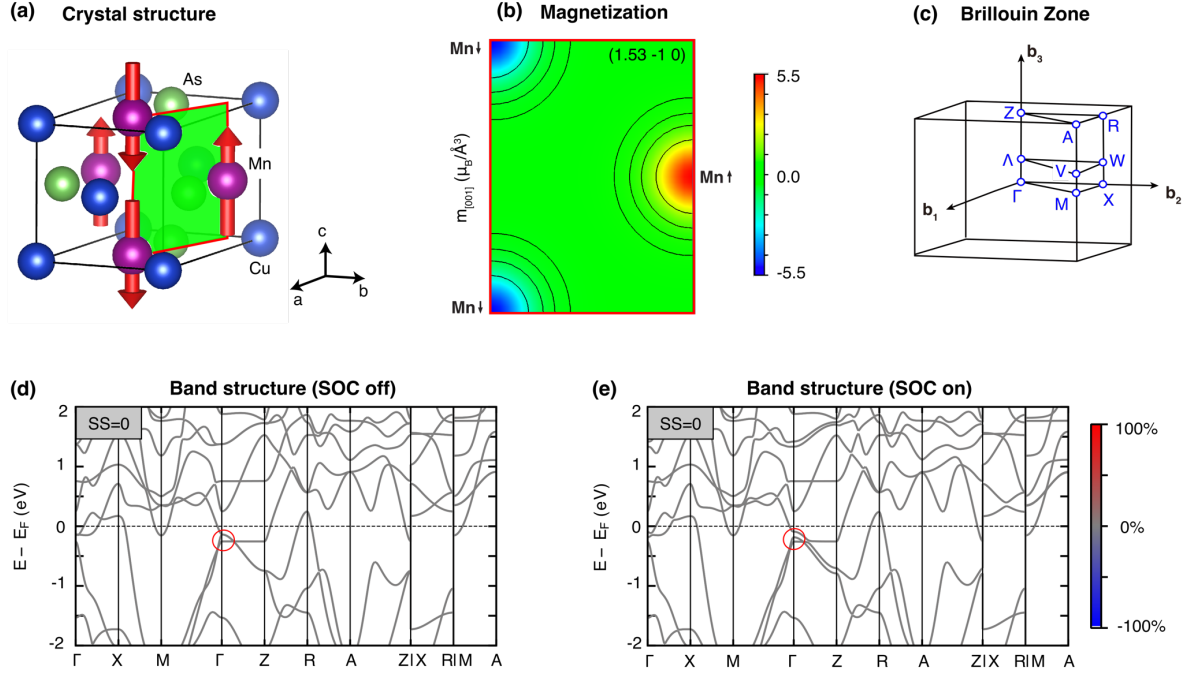 (a) Crystal structure
As
Mn
Cu
c
a
b
(b) Magnetization
Mn↓
(1.53 -1 0)
m[001] (μB/Å³)
Mn↑
Mn↓
5.5
0.0
-5.5
(c) Brillouin Zone
b3
Z
A
R
Λ
V
W
Γ
M
X
b1
b2
(d) Band structure (SOC off)
SS=0
E − EF (eV)
2
1
0
-1
-2
Γ X M Γ Z R A Z|X R|M A
(e) Band structure (SOC on)
SS=0
E − EF (eV)
2
1
0
-1
-2
Γ X M Γ Z R A Z|X R|M A
100%
0%
-100%